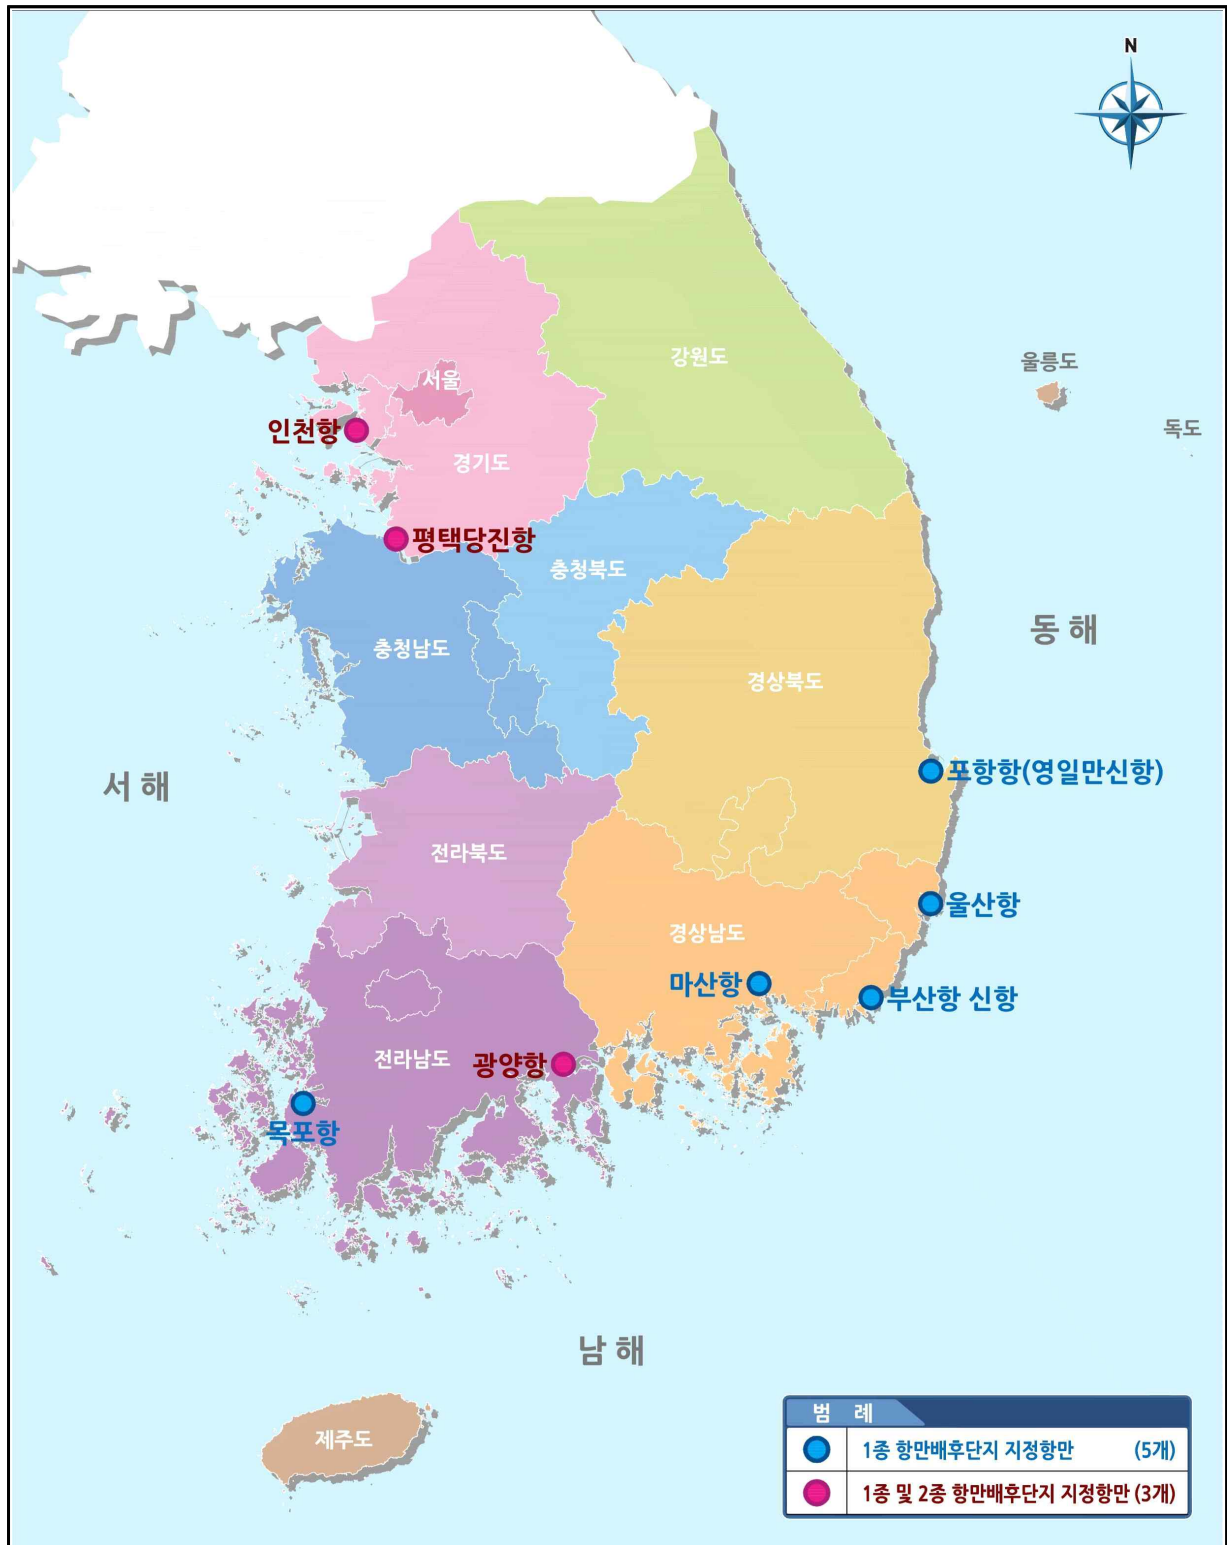 N
강원도
울릉도
서울
독도
인천항
경기도
평택당진항
충청북도
동 해
충청남도
경상북도
포항항(영일만신항)
서 해
전라북도
울산항
경상남도
마산항
부산항 신항
전라남도
광양항
목포항
남 해
제주도
범 례
1종 항만배후단지 지정항만 (5개)
1종 및 2종 항만배후단지 지정항만 (3개)